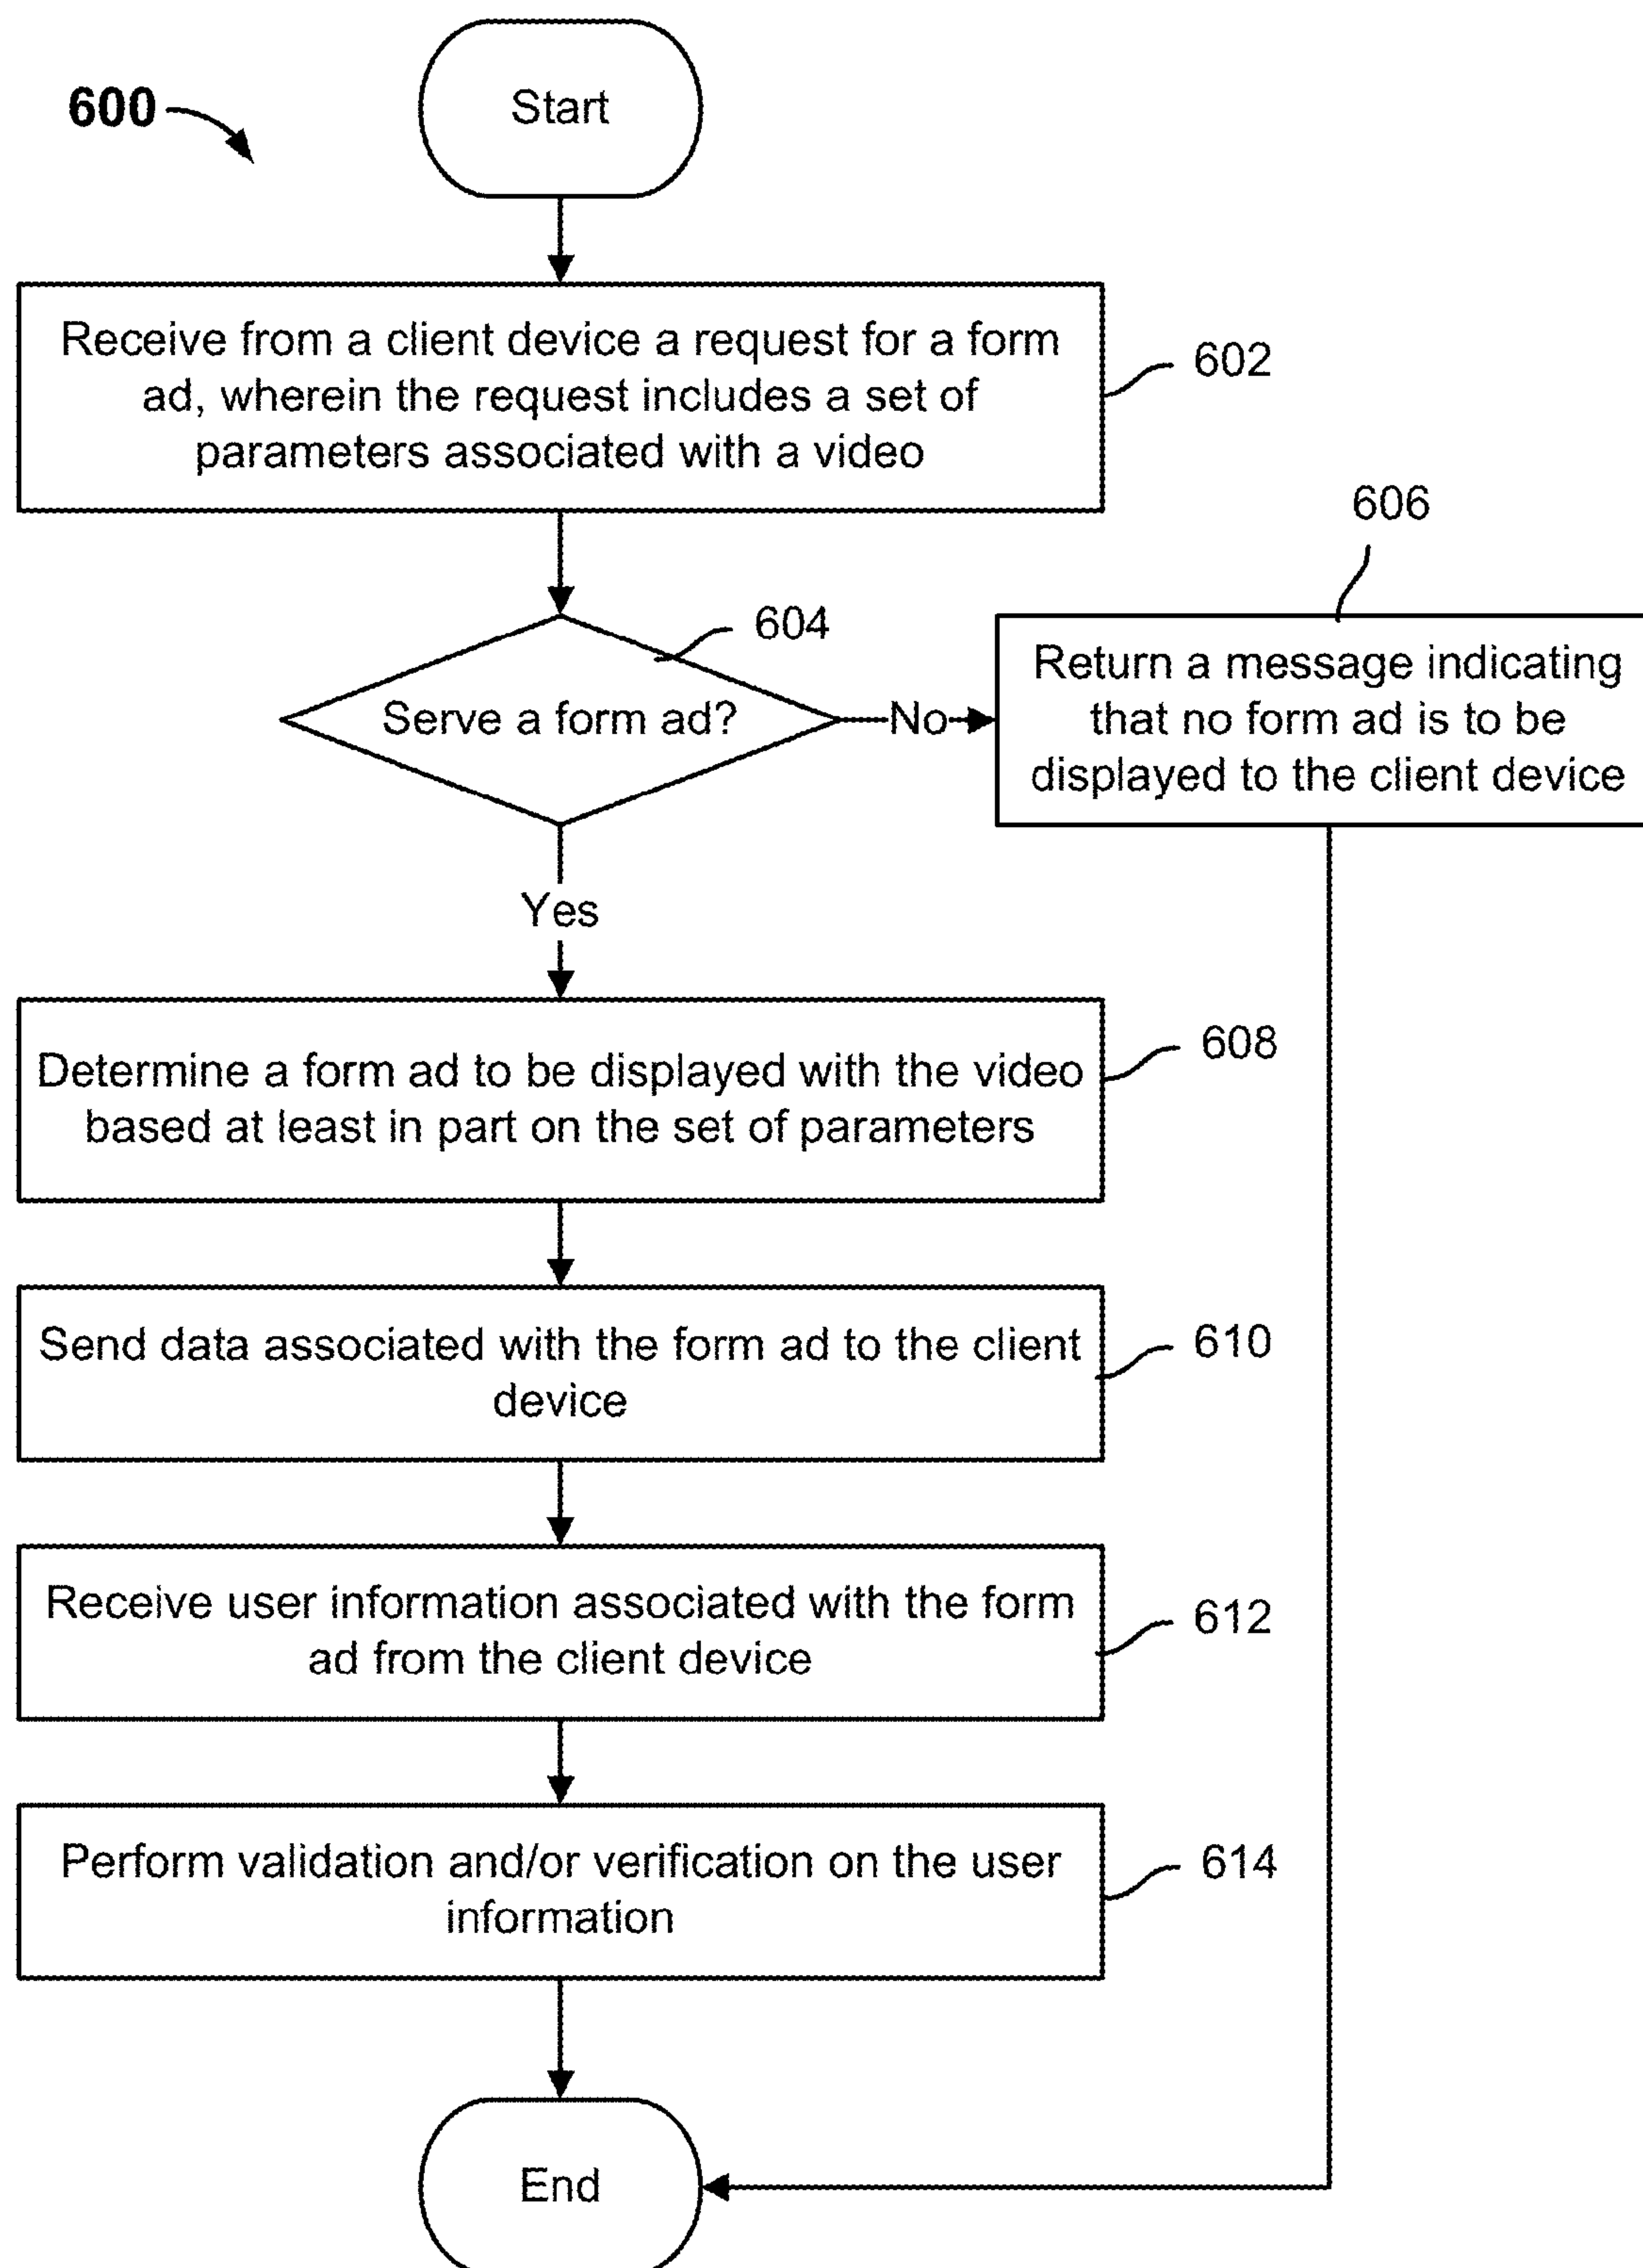 600
Start
Receive from a client device a request for a form
ad, wherein the request includes a set of
parameters associated with a video
602
606
604
Serve a form ad?
No
Return a message indicating
that no form ad is to be
displayed to the client device
Yes
Determine a form ad to be displayed with the video
based at least in part on the set of parameters
608
Send data associated with the form ad to the client
device
610
Receive user information associated with the form
ad from the client device
612
Perform validation and/or verification on the user
information
614
End